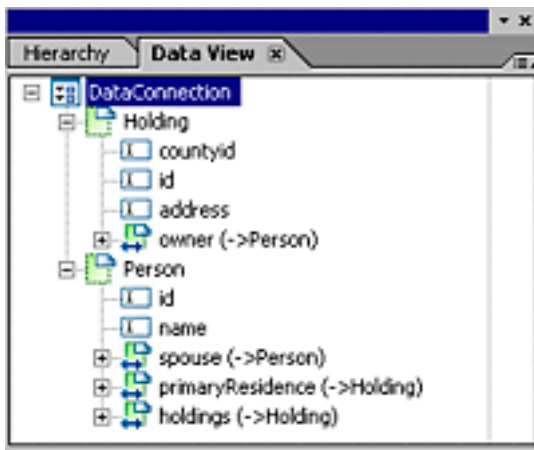 Hierarchy Data View
DataConnection
Holding
countyid
id
address
owner (->Person)
Person
id
name
spouse (->Person)
primaryResidence (->Holding)
holdings (->Holding)